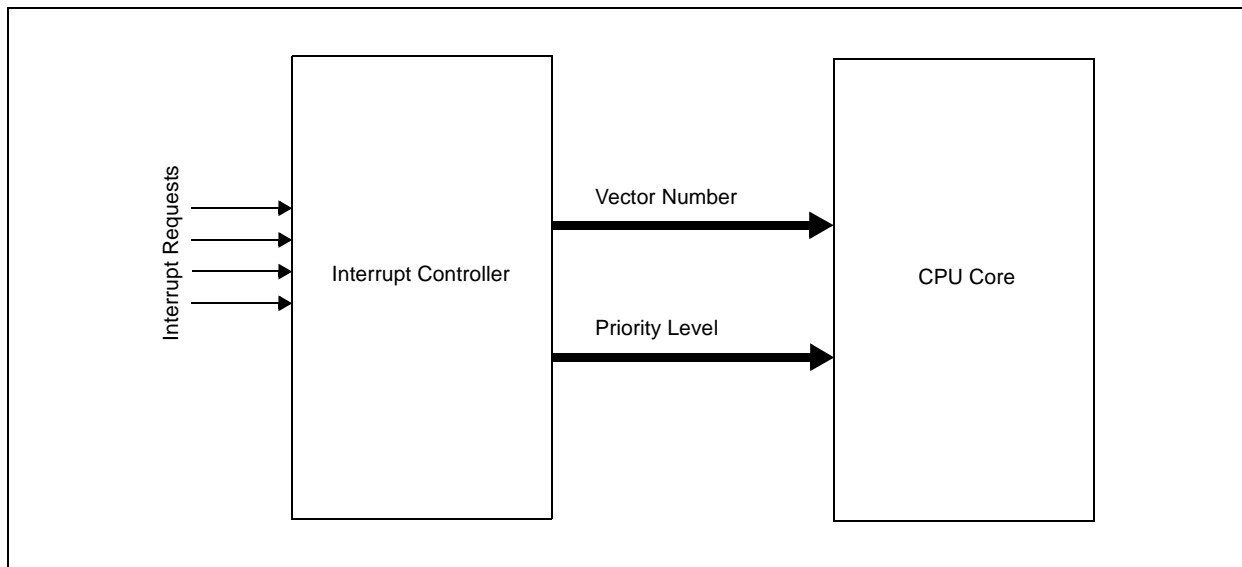 Interrupt Requests
Interrupt Controller
Vector Number
Priority Level
CPU Core